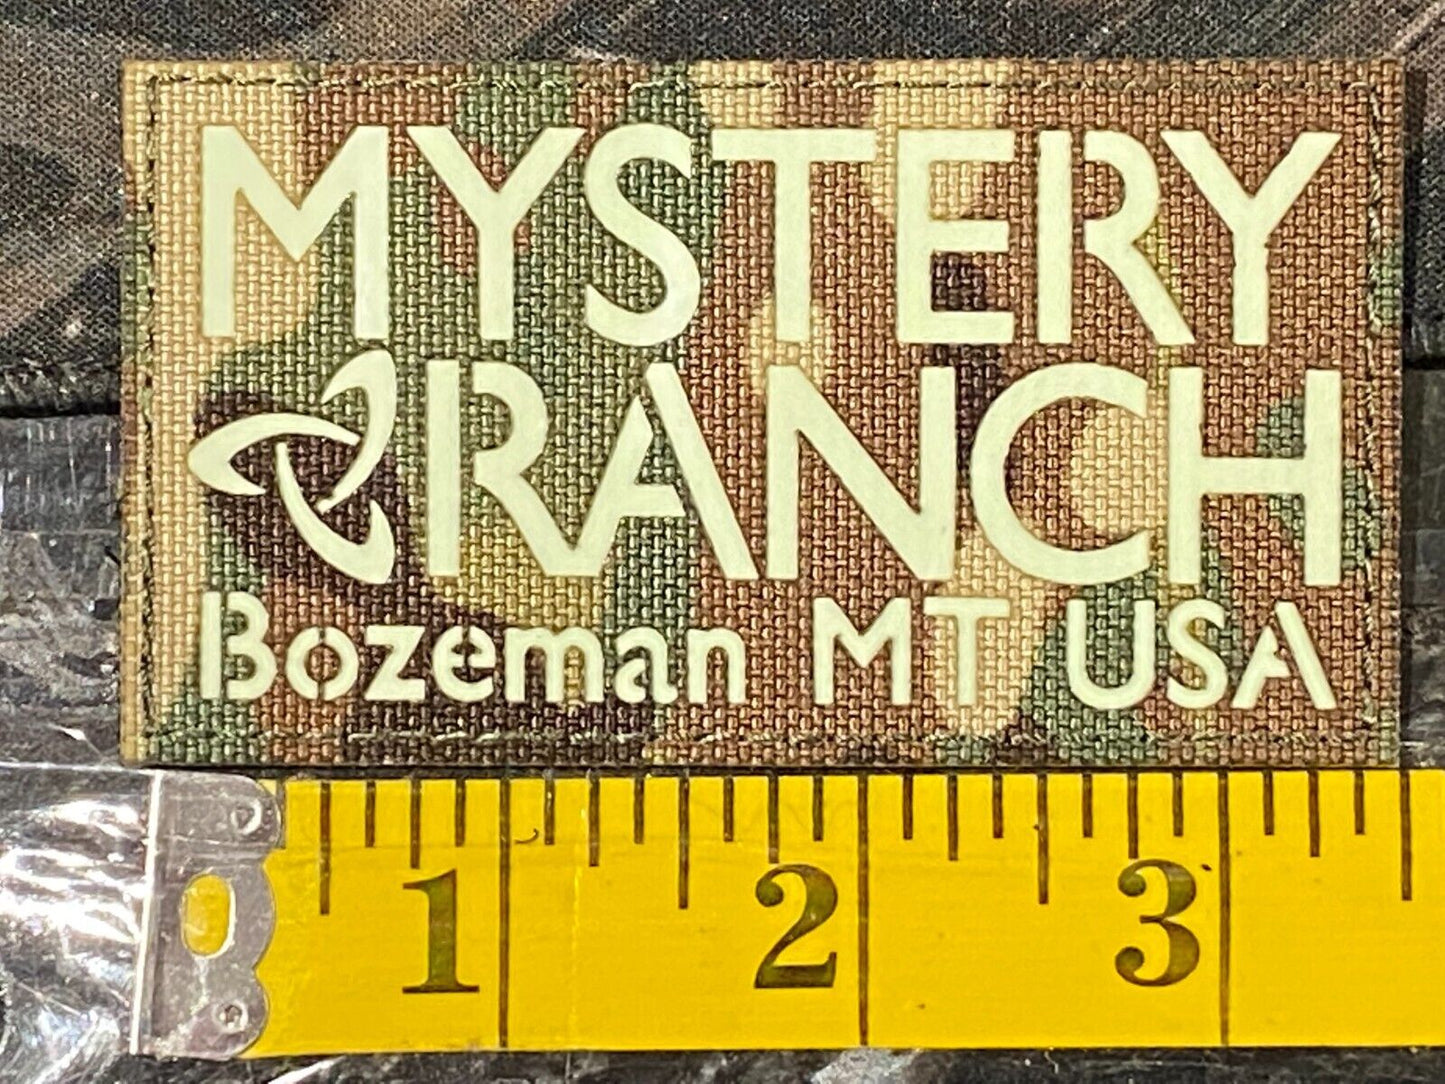 MYSTERY
RANCH
Bozeman MT USA
1 2 3